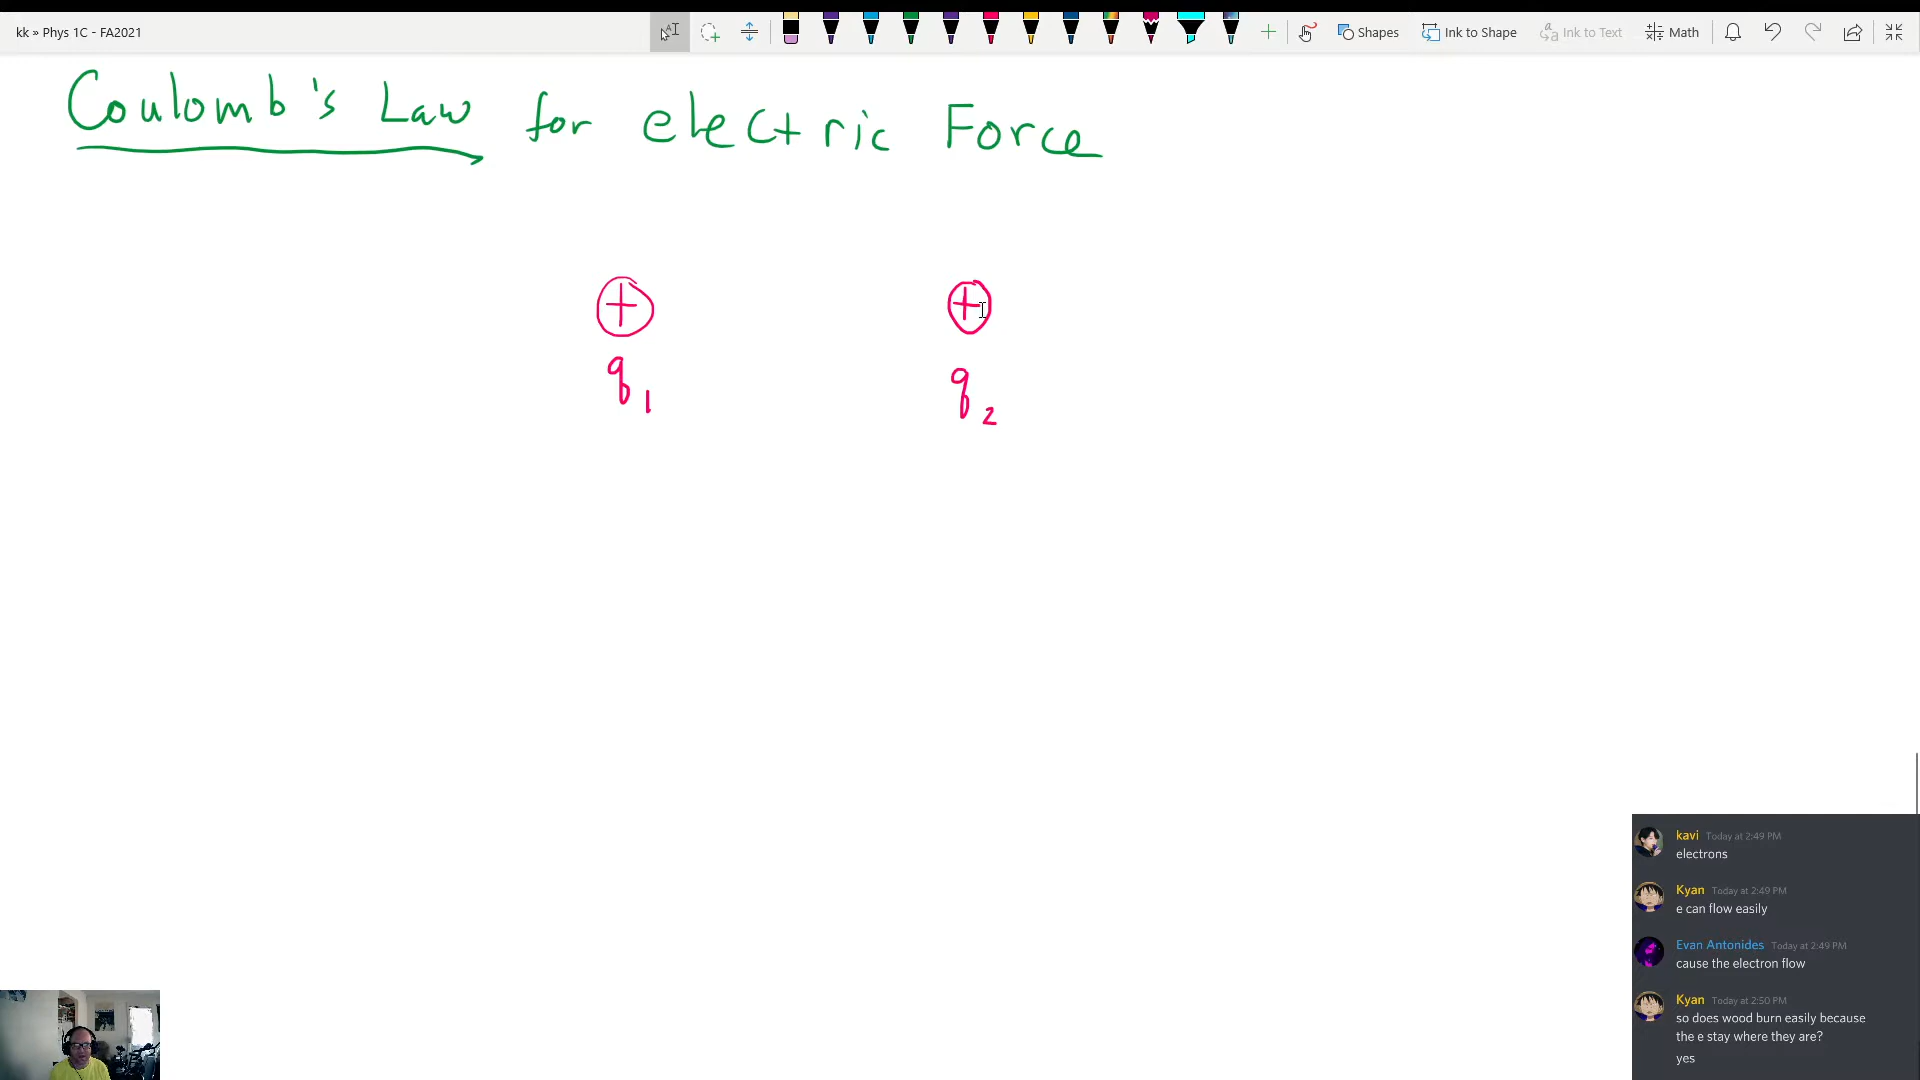 kk » Phys 1C - FA2021
Shapes
Ink to Shape
Ink to Text
Math
Coulomb's Law for electric Force
+ +
q1 q2
kavi Today at 2:49 PM
electrons
Kyan Today at 2:49 PM
e can flow easily
Evan Antonides Today at 2:49 PM
cause the electron flow
Kyan Today at 2:50 PM
so does wood burn easily because
the e stay where they are?
yes